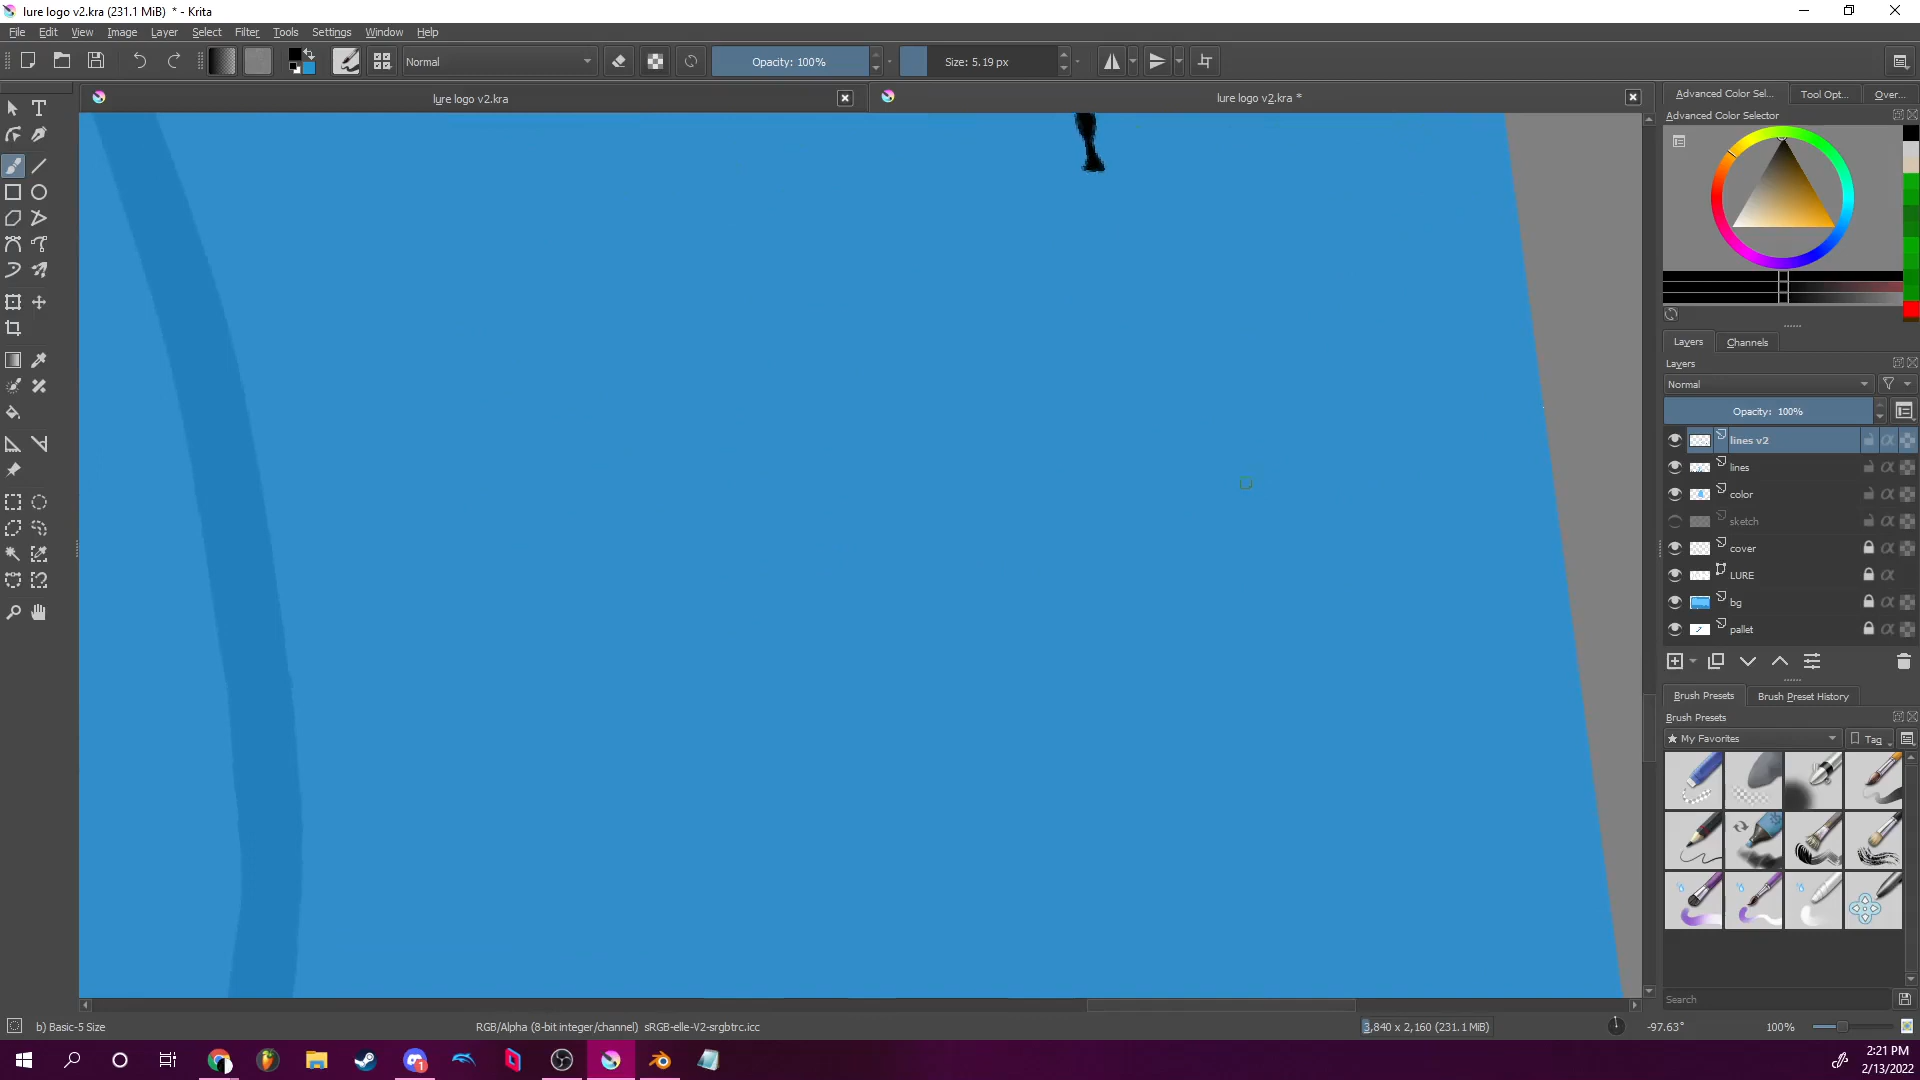 lure logo v2.kra (231.1 MiB)  * - Krita
File Edit View Image Layer Select Filter Tools Settings Window Help
Normal
Opacity: 100%
Size: 5.19 px
lure logo v2.kra
lure logo v2.kra *
Advanced Color Sel...
Tool Opt...
Over...
Advanced Color Selector
Layers
Channels
Layers
Normal
Opacity:  100%
lines v2
lines
color
sketch
cover
LURE
bg
pallet
Brush Presets
Brush Preset History
Brush Presets
★ My Favorites
Tag
Search
b) Basic-5 Size
RGB/Alpha (8-bit integer/channel)  sRGB-elle-V2-srgbtrc.icc
3,840 x 2,160 (231.1 MiB)
-97.63°
100%
2:21 PM
2/13/2022